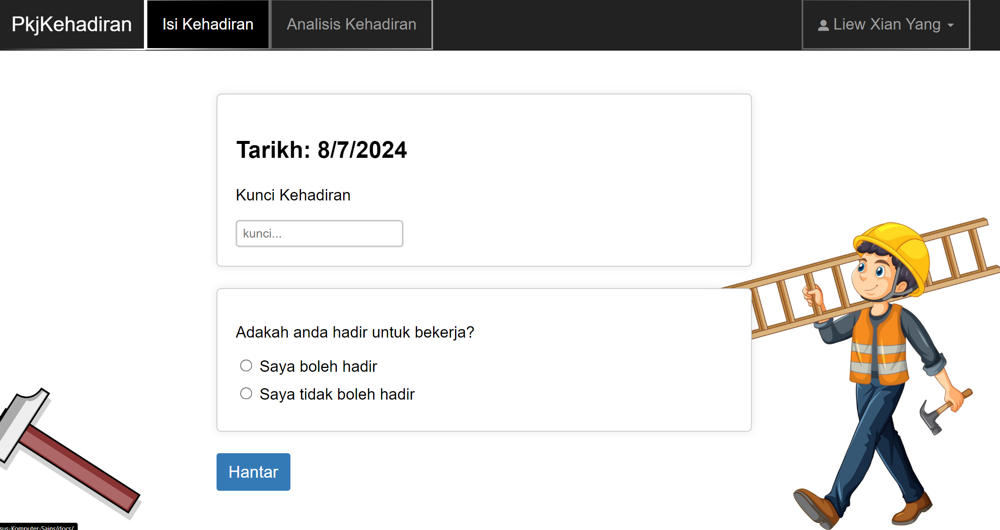 PkjKehadiran
Isi Kehadiran
Analisis Kehadiran
Liew Xian Yang
Tarikh: 8/7/2024
Kunci Kehadiran
kunci...
Adakah anda hadir untuk bekerja?
Saya boleh hadir
Saya tidak boleh hadir
Hantar
sus-Komputer-Sains/docs/